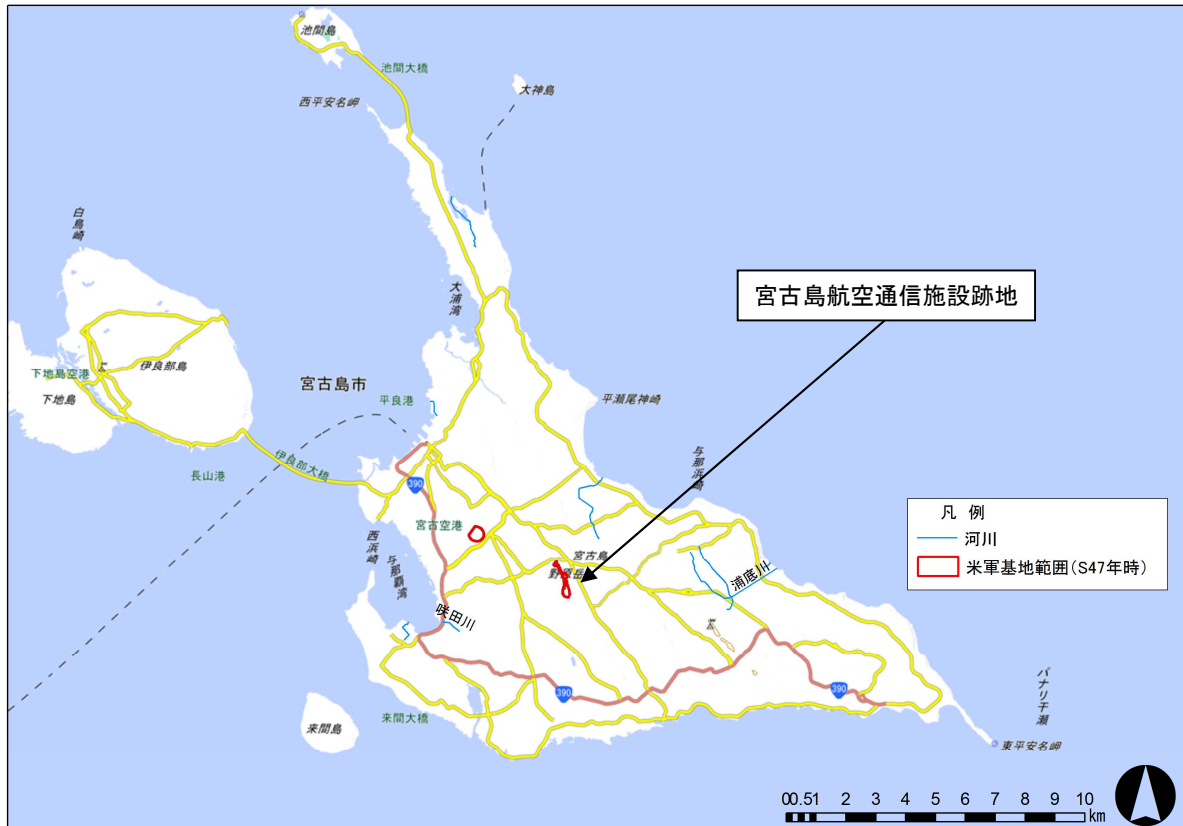 池間島
池間大橋
大神島
西平安名岬
白鳥崎
大浦湾
宮古島航空通信施設跡地
伊良部島
下地島空港
下地島
宮古島市
平良港
平瀬尾神崎
与那浜崎
伊良部大橋
長山港
390
凡 例
河川
米軍基地範囲(S47年時)
宮古空港
西浜崎
与那覇湾
宮古島
野原岳
浦底川
咲田川
390
390
パナリ干瀬
来間大橋
来間島
東平安名岬
00.51 2 3 4 5 6 7 8 9 10
km